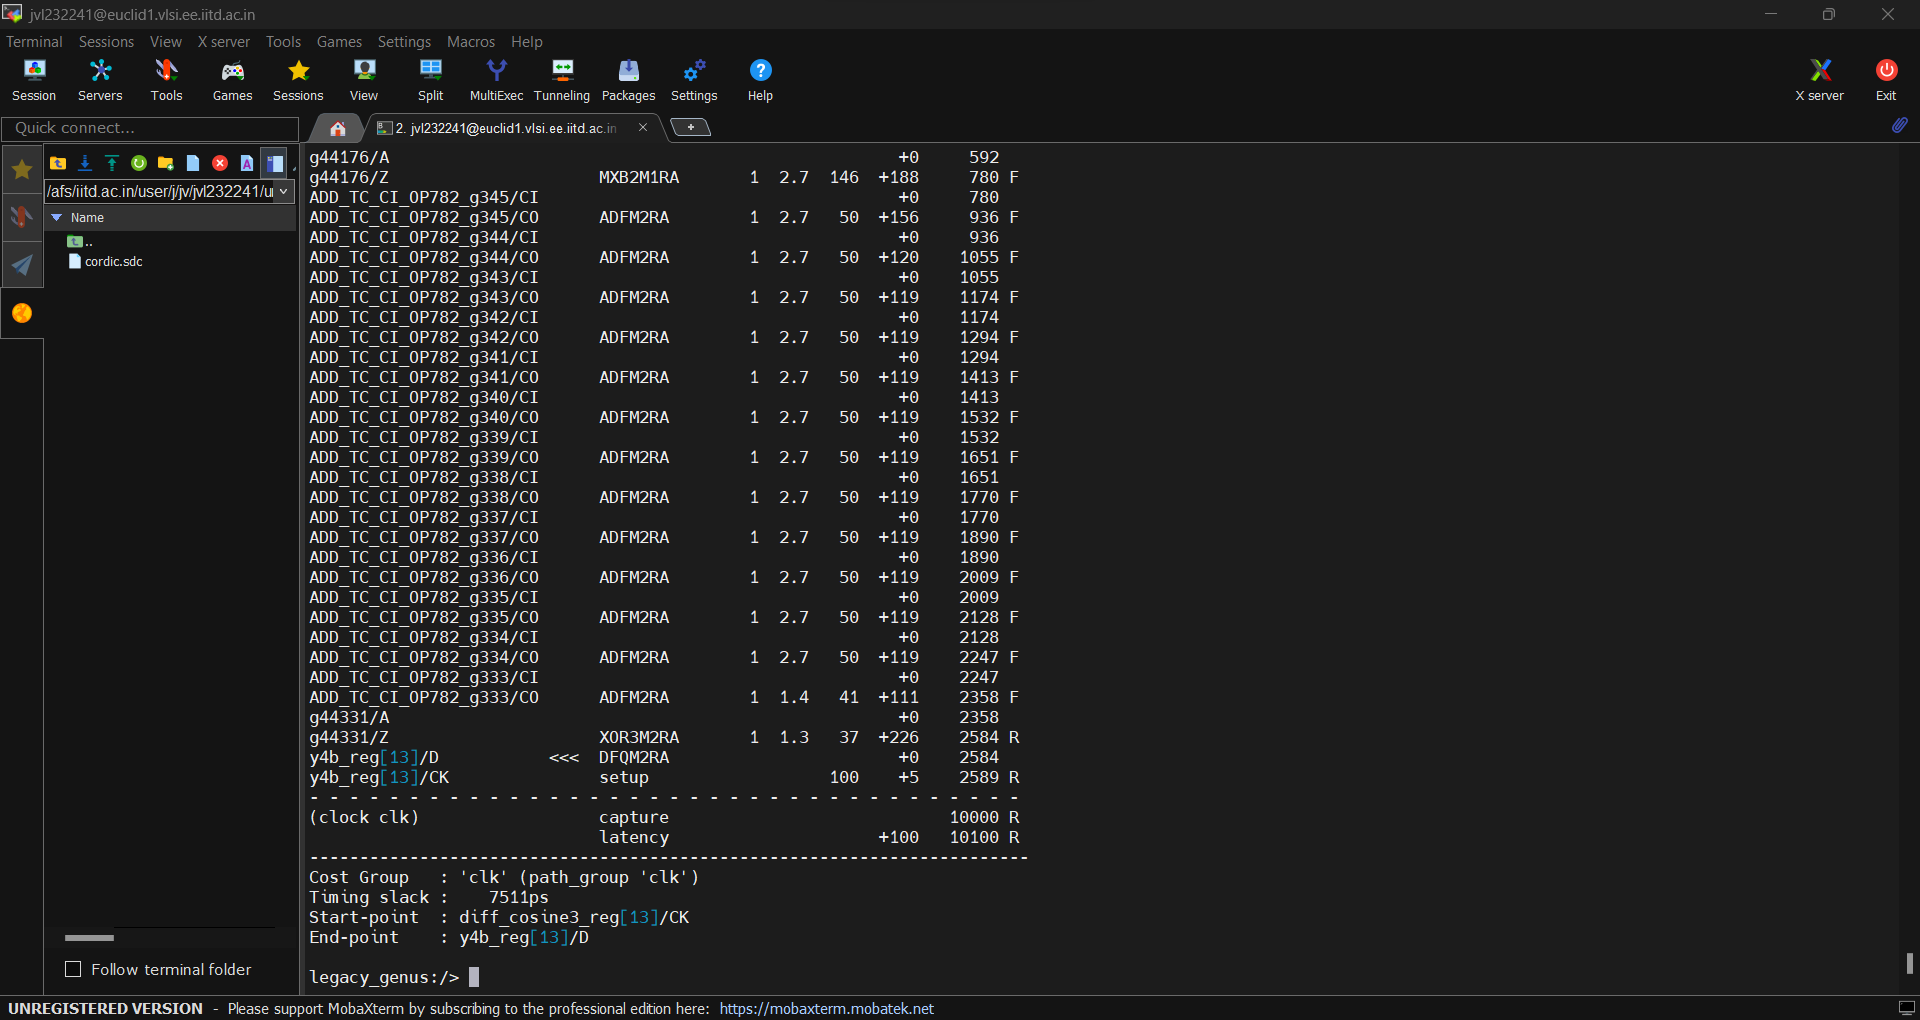 jvl232241@euclid1.vlsi.ee.iitd.ac.in
Terminal Sessions View X server Tools Games Settings Macros Help
Session Servers Tools Games Sessions View Split MultiExec Tunneling Packages Settings Help X server Exit
Quick connect...
2. jvl232241@euclid1.vlsi.ee.iitd.ac.in
/afs/iitd.ac.in/user/j/jv/jvl232241/u
Name
..
cordic.sdc
g44176/A +0 592
g44176/Z MXB2M1RA 1 2.7 146 +188 780 F
ADD_TC_CI_OP782_g345/CI +0 780
ADD_TC_CI_OP782_g345/CO ADFM2RA 1 2.7 50 +156 936 F
ADD_TC_CI_OP782_g344/CI +0 936
ADD_TC_CI_OP782_g344/CO ADFM2RA 1 2.7 50 +120 1055 F
ADD_TC_CI_OP782_g343/CI +0 1055
ADD_TC_CI_OP782_g343/CO ADFM2RA 1 2.7 50 +119 1174 F
ADD_TC_CI_OP782_g342/CI +0 1174
ADD_TC_CI_OP782_g342/CO ADFM2RA 1 2.7 50 +119 1294 F
ADD_TC_CI_OP782_g341/CI +0 1294
ADD_TC_CI_OP782_g341/CO ADFM2RA 1 2.7 50 +119 1413 F
ADD_TC_CI_OP782_g340/CI +0 1413
ADD_TC_CI_OP782_g340/CO ADFM2RA 1 2.7 50 +119 1532 F
ADD_TC_CI_OP782_g339/CI +0 1532
ADD_TC_CI_OP782_g339/CO ADFM2RA 1 2.7 50 +119 1651 F
ADD_TC_CI_OP782_g338/CI +0 1651
ADD_TC_CI_OP782_g338/CO ADFM2RA 1 2.7 50 +119 1770 F
ADD_TC_CI_OP782_g337/CI +0 1770
ADD_TC_CI_OP782_g337/CO ADFM2RA 1 2.7 50 +119 1890 F
ADD_TC_CI_OP782_g336/CI +0 1890
ADD_TC_CI_OP782_g336/CO ADFM2RA 1 2.7 50 +119 2009 F
ADD_TC_CI_OP782_g335/CI +0 2009
ADD_TC_CI_OP782_g335/CO ADFM2RA 1 2.7 50 +119 2128 F
ADD_TC_CI_OP782_g334/CI +0 2128
ADD_TC_CI_OP782_g334/CO ADFM2RA 1 2.7 50 +119 2247 F
ADD_TC_CI_OP782_g333/CI +0 2247
ADD_TC_CI_OP782_g333/CO ADFM2RA 1 1.4 41 +111 2358 F
g44331/A +0 2358
g44331/Z XOR3M2RA 1 1.3 37 +226 2584 R
y4b_reg[13]/D <<< DFQM2RA +0 2584
y4b_reg[13]/CK setup 100 +5 2589 R
- - - - - - - - - - - - - - - - - - - - - - - - - - - - - - - - - - - -
(clock clk) capture 10000 R
latency +100 10100 R
------------------------------------------------------------------------
Cost Group : 'clk' (path_group 'clk')
Timing slack : 7511ps
Start-point : diff_cosine3_reg[13]/CK
End-point : y4b_reg[13]/D
legacy_genus:/>
Follow terminal folder
UNREGISTERED VERSION - Please support MobaXterm by subscribing to the professional edition here: https://mobaxterm.mobatek.net